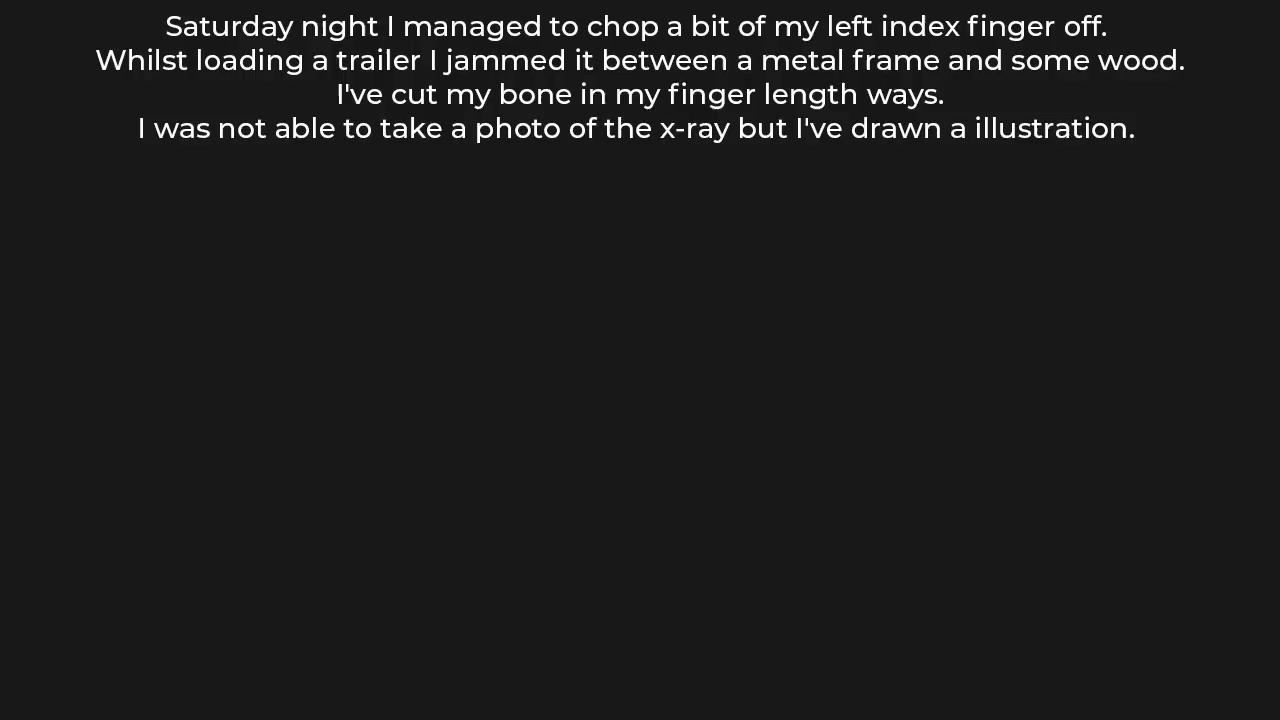 Saturday night I managed to chop a bit of my left index finger off.
Whilst loading a trailer I jammed it between a metal frame and some wood.
I've cut my bone in my finger length ways.
I was not able to take a photo of the x-ray but I've drawn a illustration.